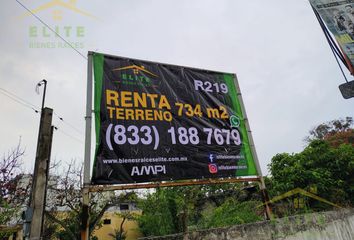 ELITE
BIENES RAÍCES
ELITE
R219
RENTA
TERRENO 734 m2
(833) 188 7679
www.bienesraiceselite.com.mx
AMPI